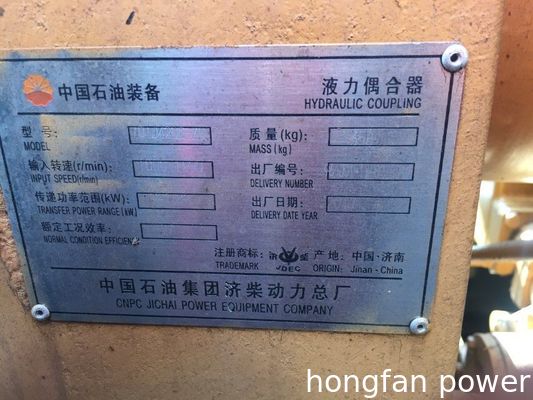 中国石油装备
液力偶合器
HYDRAULIC COUPLING
型号:
MODEL
质量(kg):
MASS(kg)
输入转速(r/min):
INPUT SPEED(r/min)
出厂编号:
DELIVERY NUMBER
传递功率范围(kW):
TRANSFER POWER RANGE(kW)
出厂日期:
DELIVERY DATE YEAR
额定工况效率:
NORMAL CONDITION EFFICIENCY
注册商标:
TRADEMARK
JDEC
产地: 中国·济南
ORIGIN: Jinan-China
中国石油集团济柴动力总厂
CNPC JICHAI POWER EQUIPMENT COMPANY
hongfan power